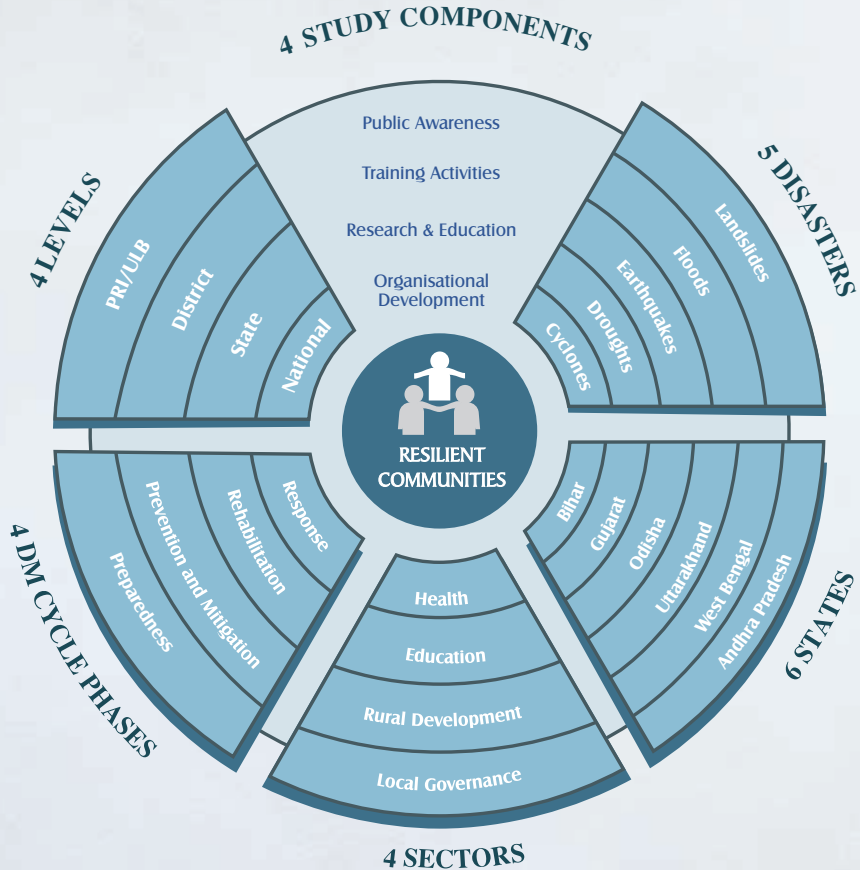 4 STUDY COMPONENTS
Public Awareness
Training Activities
Research & Education
Organisational
Development
5 DISASTERS
Landslides
Floods
Earthquakes
Droughts
Cyclones
6 STATES
Bihar
Gujarat
Odisha
Uttarakhand
West Bengal
Andhra Pradesh
4 SECTORS
Health
Education
Rural Development
Local Governance
4 DM CYCLE PHASES
Preparedness
Prevention and Mitigation
Rehabilitation
Response
4 LEVELS
PRI/ULB
District
State
National
RESILIENT
COMMUNITIES